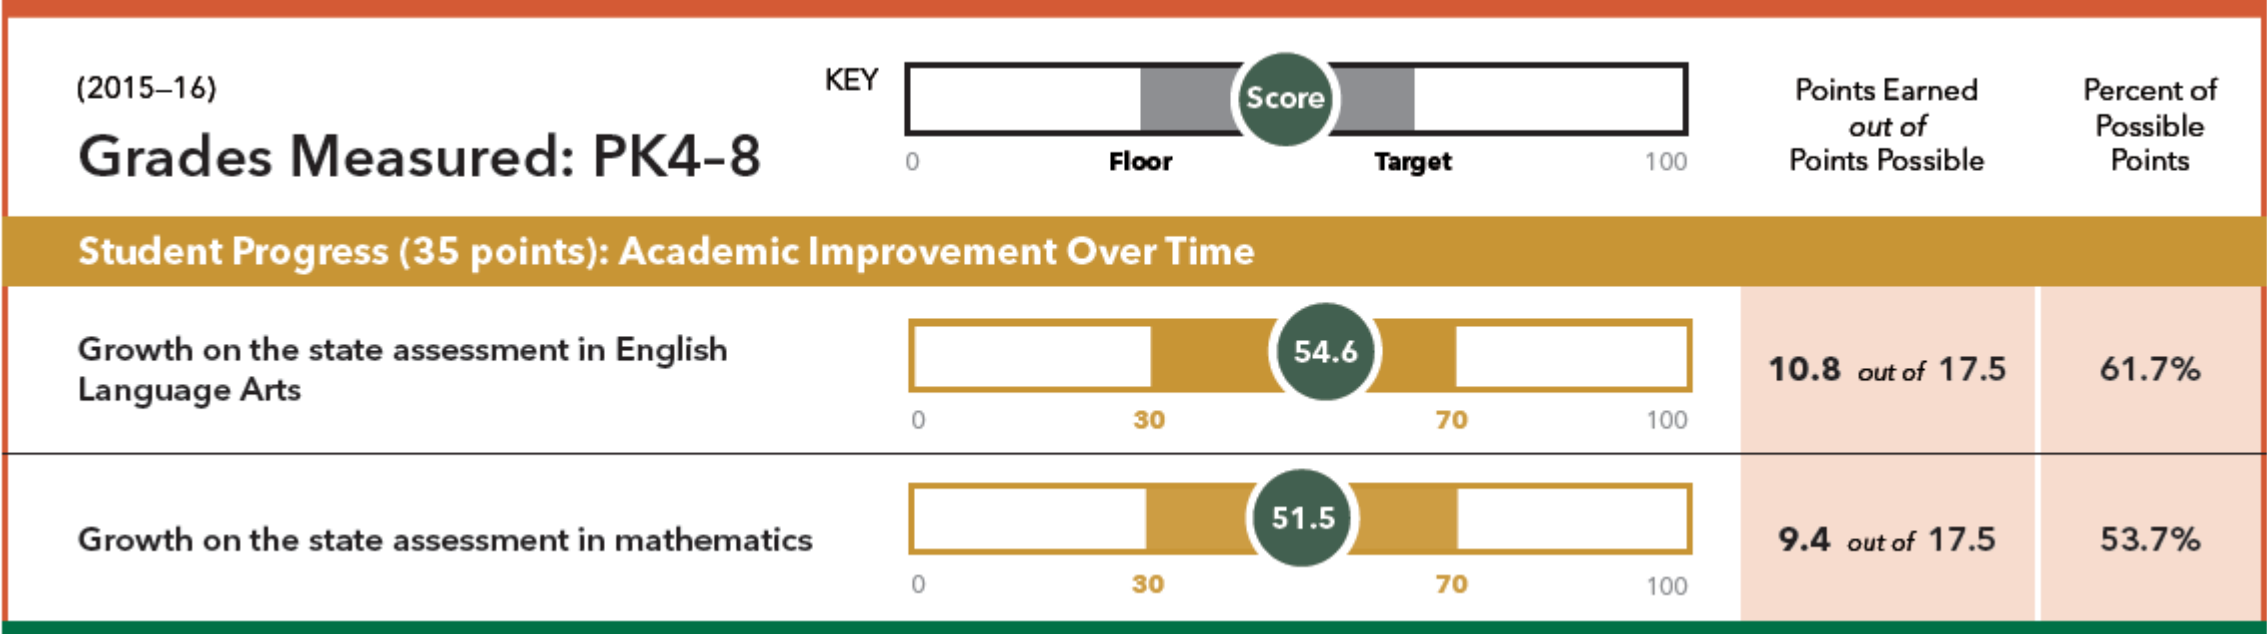 (2015–16)
Grades Measured: PK4–8
KEY
Score
0 Floor Target 100
Points Earned
out of
Points Possible
Percent of
Possible
Points
Student Progress (35 points): Academic Improvement Over Time
Growth on the state assessment in English
Language Arts
54.6
0 30 70 100
10.8 out of 17.5
61.7%
Growth on the state assessment in mathematics
51.5
0 30 70 100
9.4 out of 17.5
53.7%